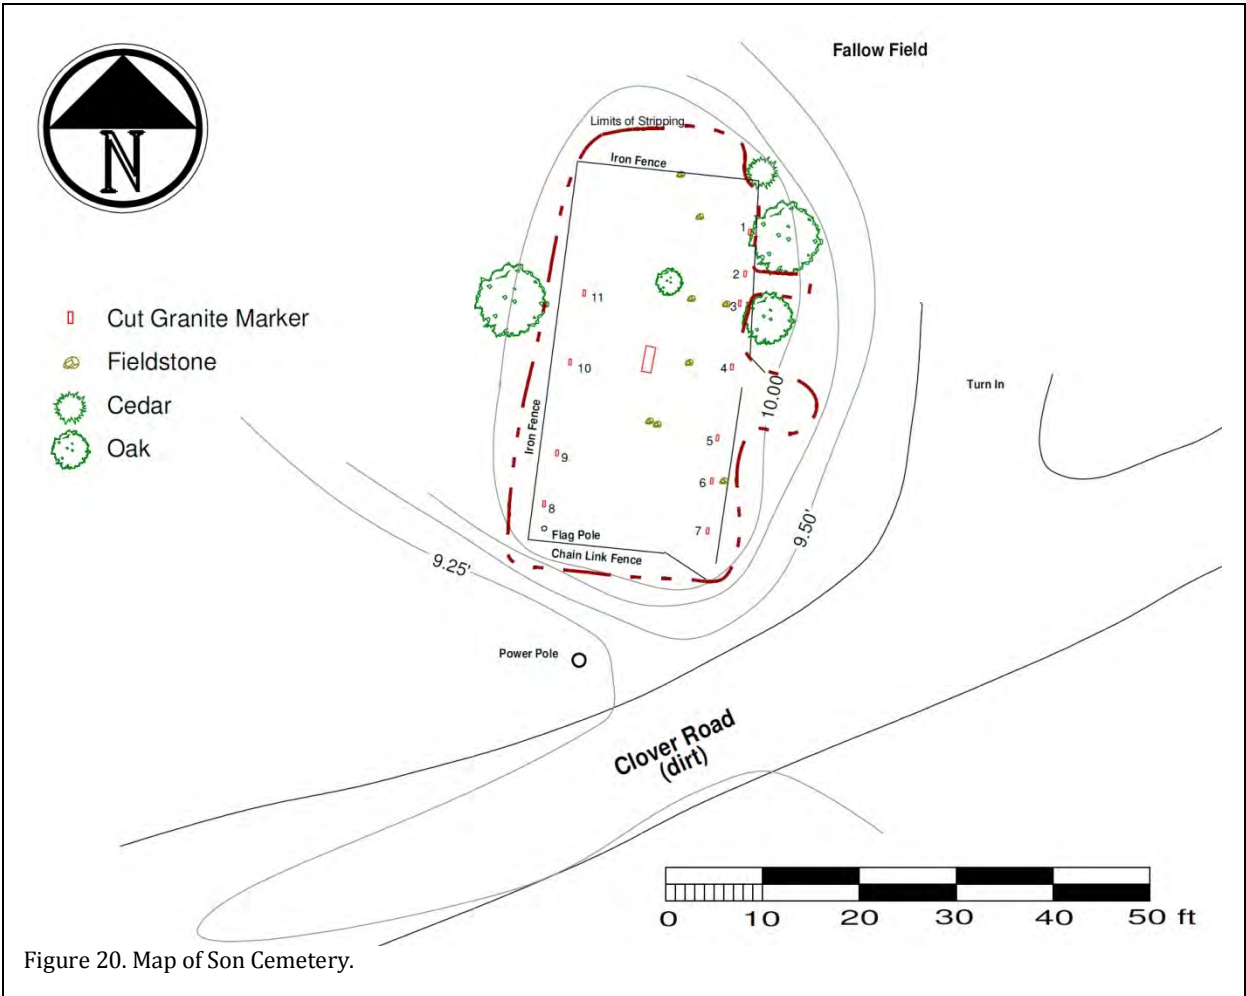 Fallow Field
N
Limits of Stripping
Iron Fence
1
2
3
4
5
6
7
8
9
10
11
Cut Granite Marker
Fieldstone
Cedar
Oak
Iron Fence
10.00
Turn In
Flag Pole
Chain Link Fence
9.50'
9.25'
Power Pole
Clover Road
(dirt)
0 10 20 30 40 50 ft
Figure 20. Map of Son Cemetery.